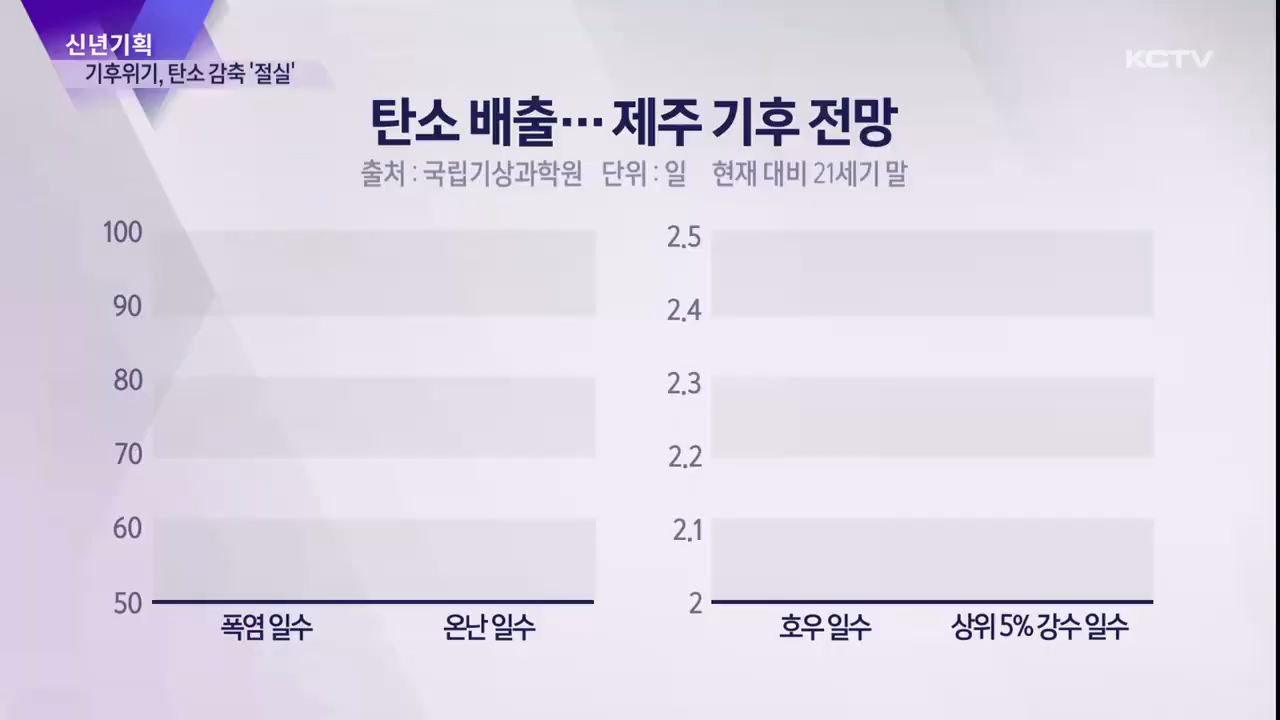 신년기획
기후위기, 탄소 감축 '절실'
KCTV
탄소 배출… 제주 기후 전망
출처 : 국립기상과학원 단위 : 일 현재 대비 21세기 말
100
90
80
70
60
50
폭염 일수 온난 일수
2.5
2.4
2.3
2.2
2.1
2
호우 일수 상위 5% 강수 일수